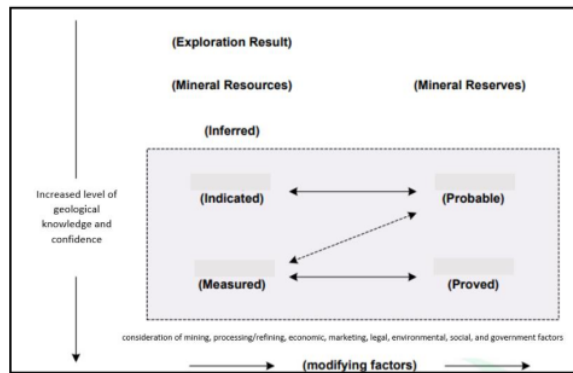 (Exploration Result)
(Mineral Resources) (Mineral Reserves)
(Inferred)
Increased level of
geological
knowledge and
confidence
(Indicated) (Probable)
(Measured) (Proved)
consideration of mining, processing/refining, economic, marketing, legal, environmental, social, and government factors
(modifying factors)